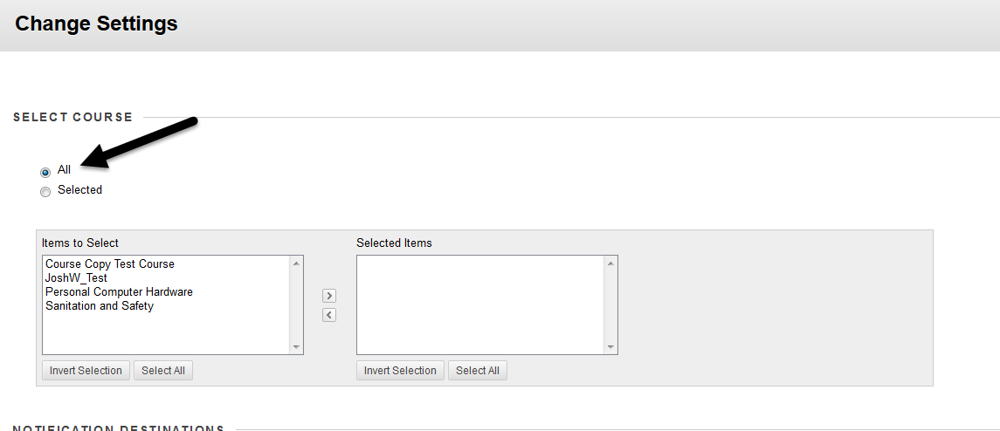 Change Settings
SELECT COURSE
All
Selected
Items to Select
Selected Items
Course Copy Test Course
JoshW_Test
Personal Computer Hardware
Sanitation and Safety
Invert Selection
Select All
Invert Selection
Select All
NOTIFICATION DESTINATIONS